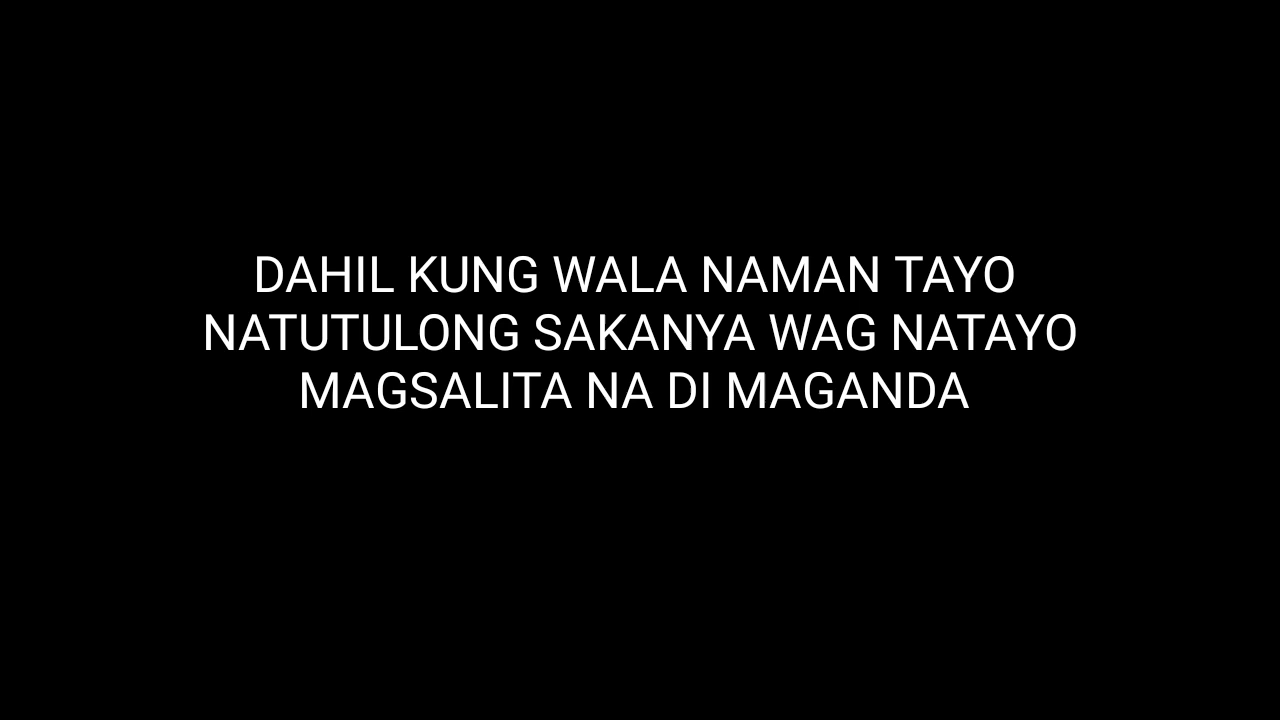 DAHIL KUNG WALA NAMAN TAYO
NATUTULONG SAKANYA WAG NATAYO
MAGSALITA NA DI MAGANDA